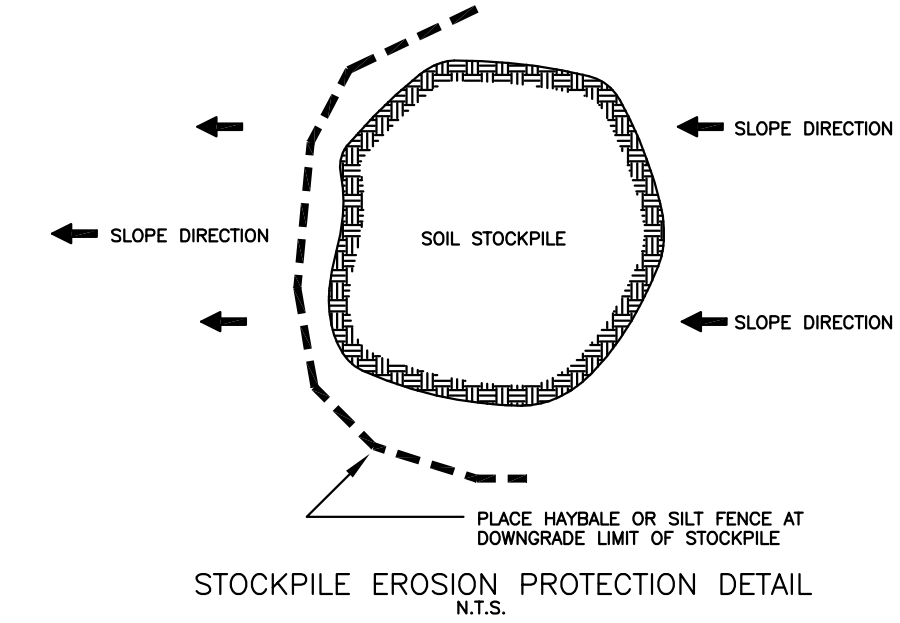 SLOPE DIRECTION
SLOPE DIRECTION
SOIL STOCKPILE
SLOPE DIRECTION
PLACE HAYBALE OR SILT FENCE AT
DOWNGRADE LIMIT OF STOCKPILE
STOCKPILE EROSION PROTECTION DETAIL
N.T.S.